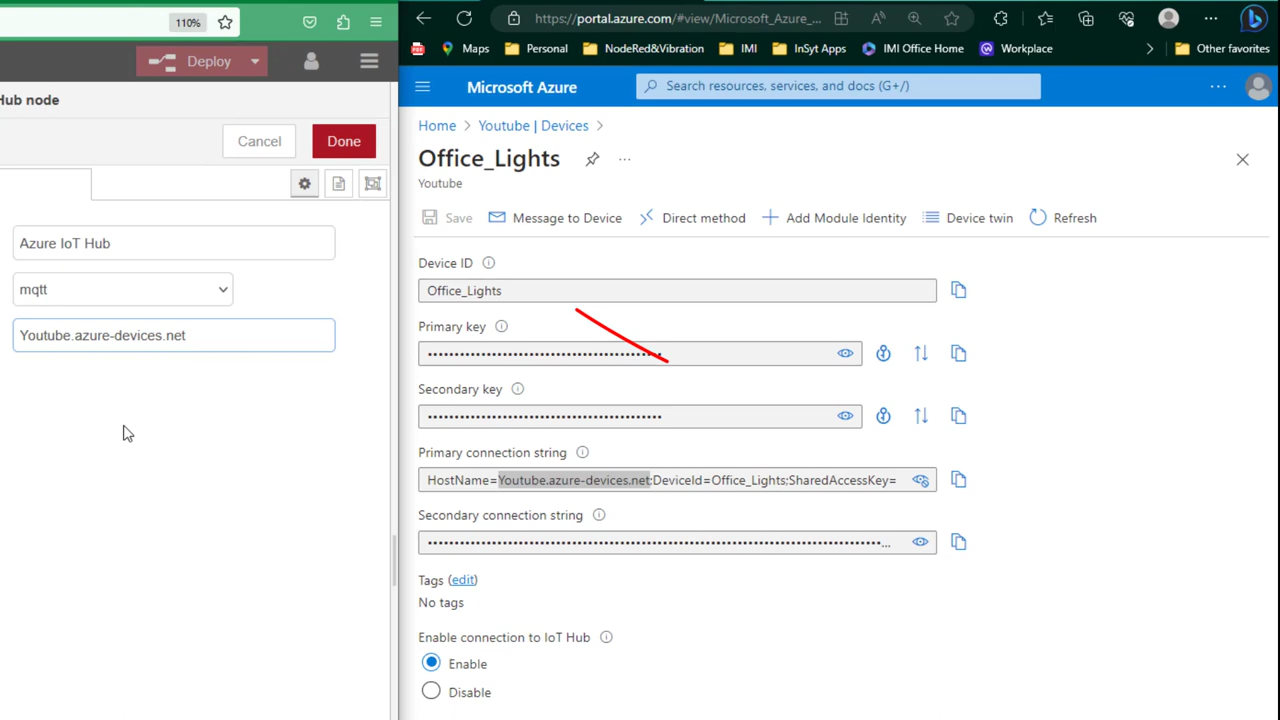 110%
Deploy
Hub node
Cancel
Done
Azure IoT Hub
mqtt
Youtube.azure-devices.net
https://portal.azure.com/#view/Microsoft_Azure_...
Maps
Personal
NodeRed&Vibration
IMI
InSyt Apps
IMI Office Home
Workplace
Other favorites
Microsoft Azure
Search resources, services, and docs (G+/)
Home > Youtube | Devices >
Office_Lights
Youtube
Save
Message to Device
Direct method
Add Module Identity
Device twin
Refresh
Device ID
Office_Lights
Primary key
Secondary key
Primary connection string
HostName=Youtube.azure-devices.net;DeviceId=Office_Lights;SharedAccessKey=
Secondary connection string
Tags (edit)
No tags
Enable connection to IoT Hub
Enable
Disable